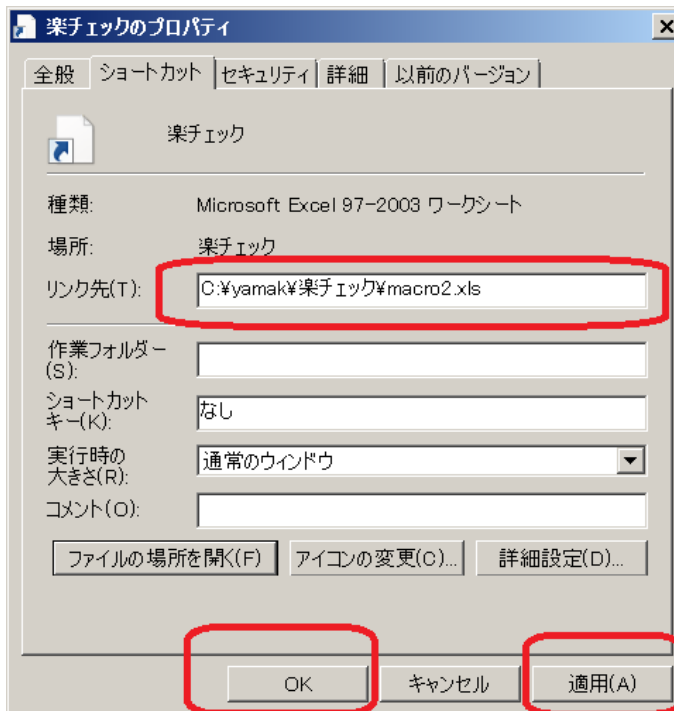 楽チェックのプロパティ
全般 ショートカット セキュリティ 詳細 以前のバージョン
楽チェック
種類: Microsoft Excel 97-2003 ワークシート
場所: 楽チェック
リンク先(T): C:¥yamak¥楽チェック¥macro2.xls
作業フォルダー
(S):
ショートカット
キー(K): なし
実行時の
大きさ(R): 通常のウィンドウ
コメント(O):
ファイルの場所を開く(F) アイコンの変更(C)... 詳細設定(D)...
OK キャンセル 適用(A)